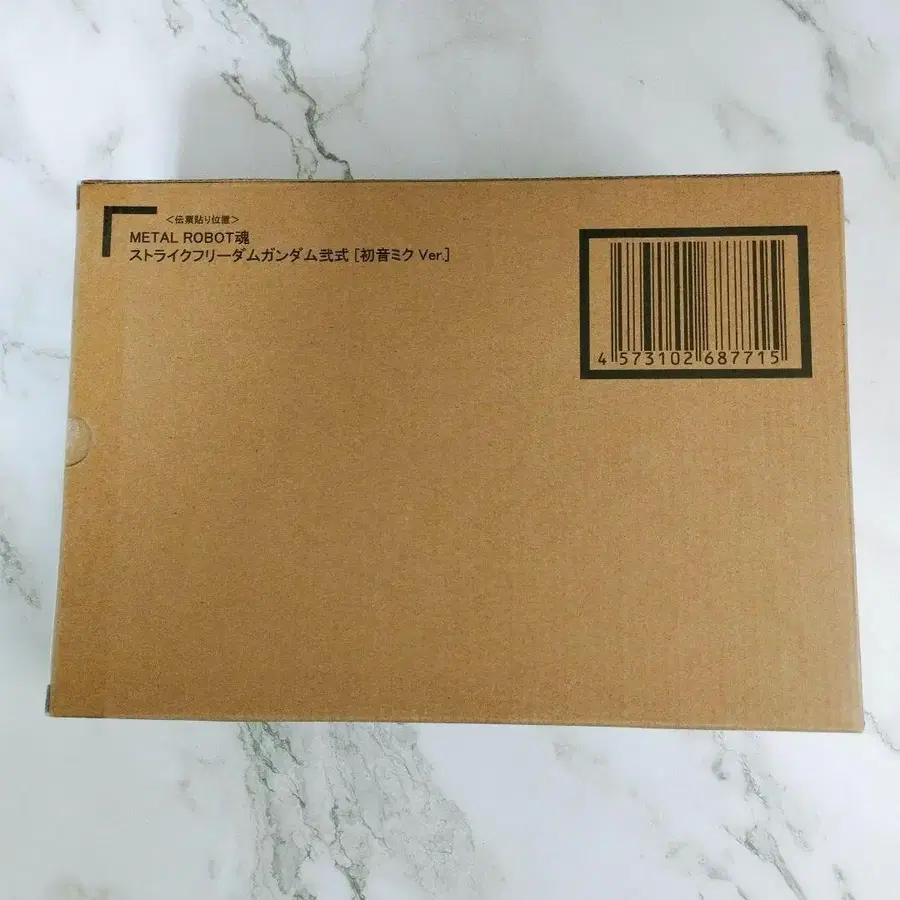 <伝票貼り位置>
METAL ROBOT魂
ストライクフリーダムガンダム弐式 [初音ミク Ver.]
4 573102 687715